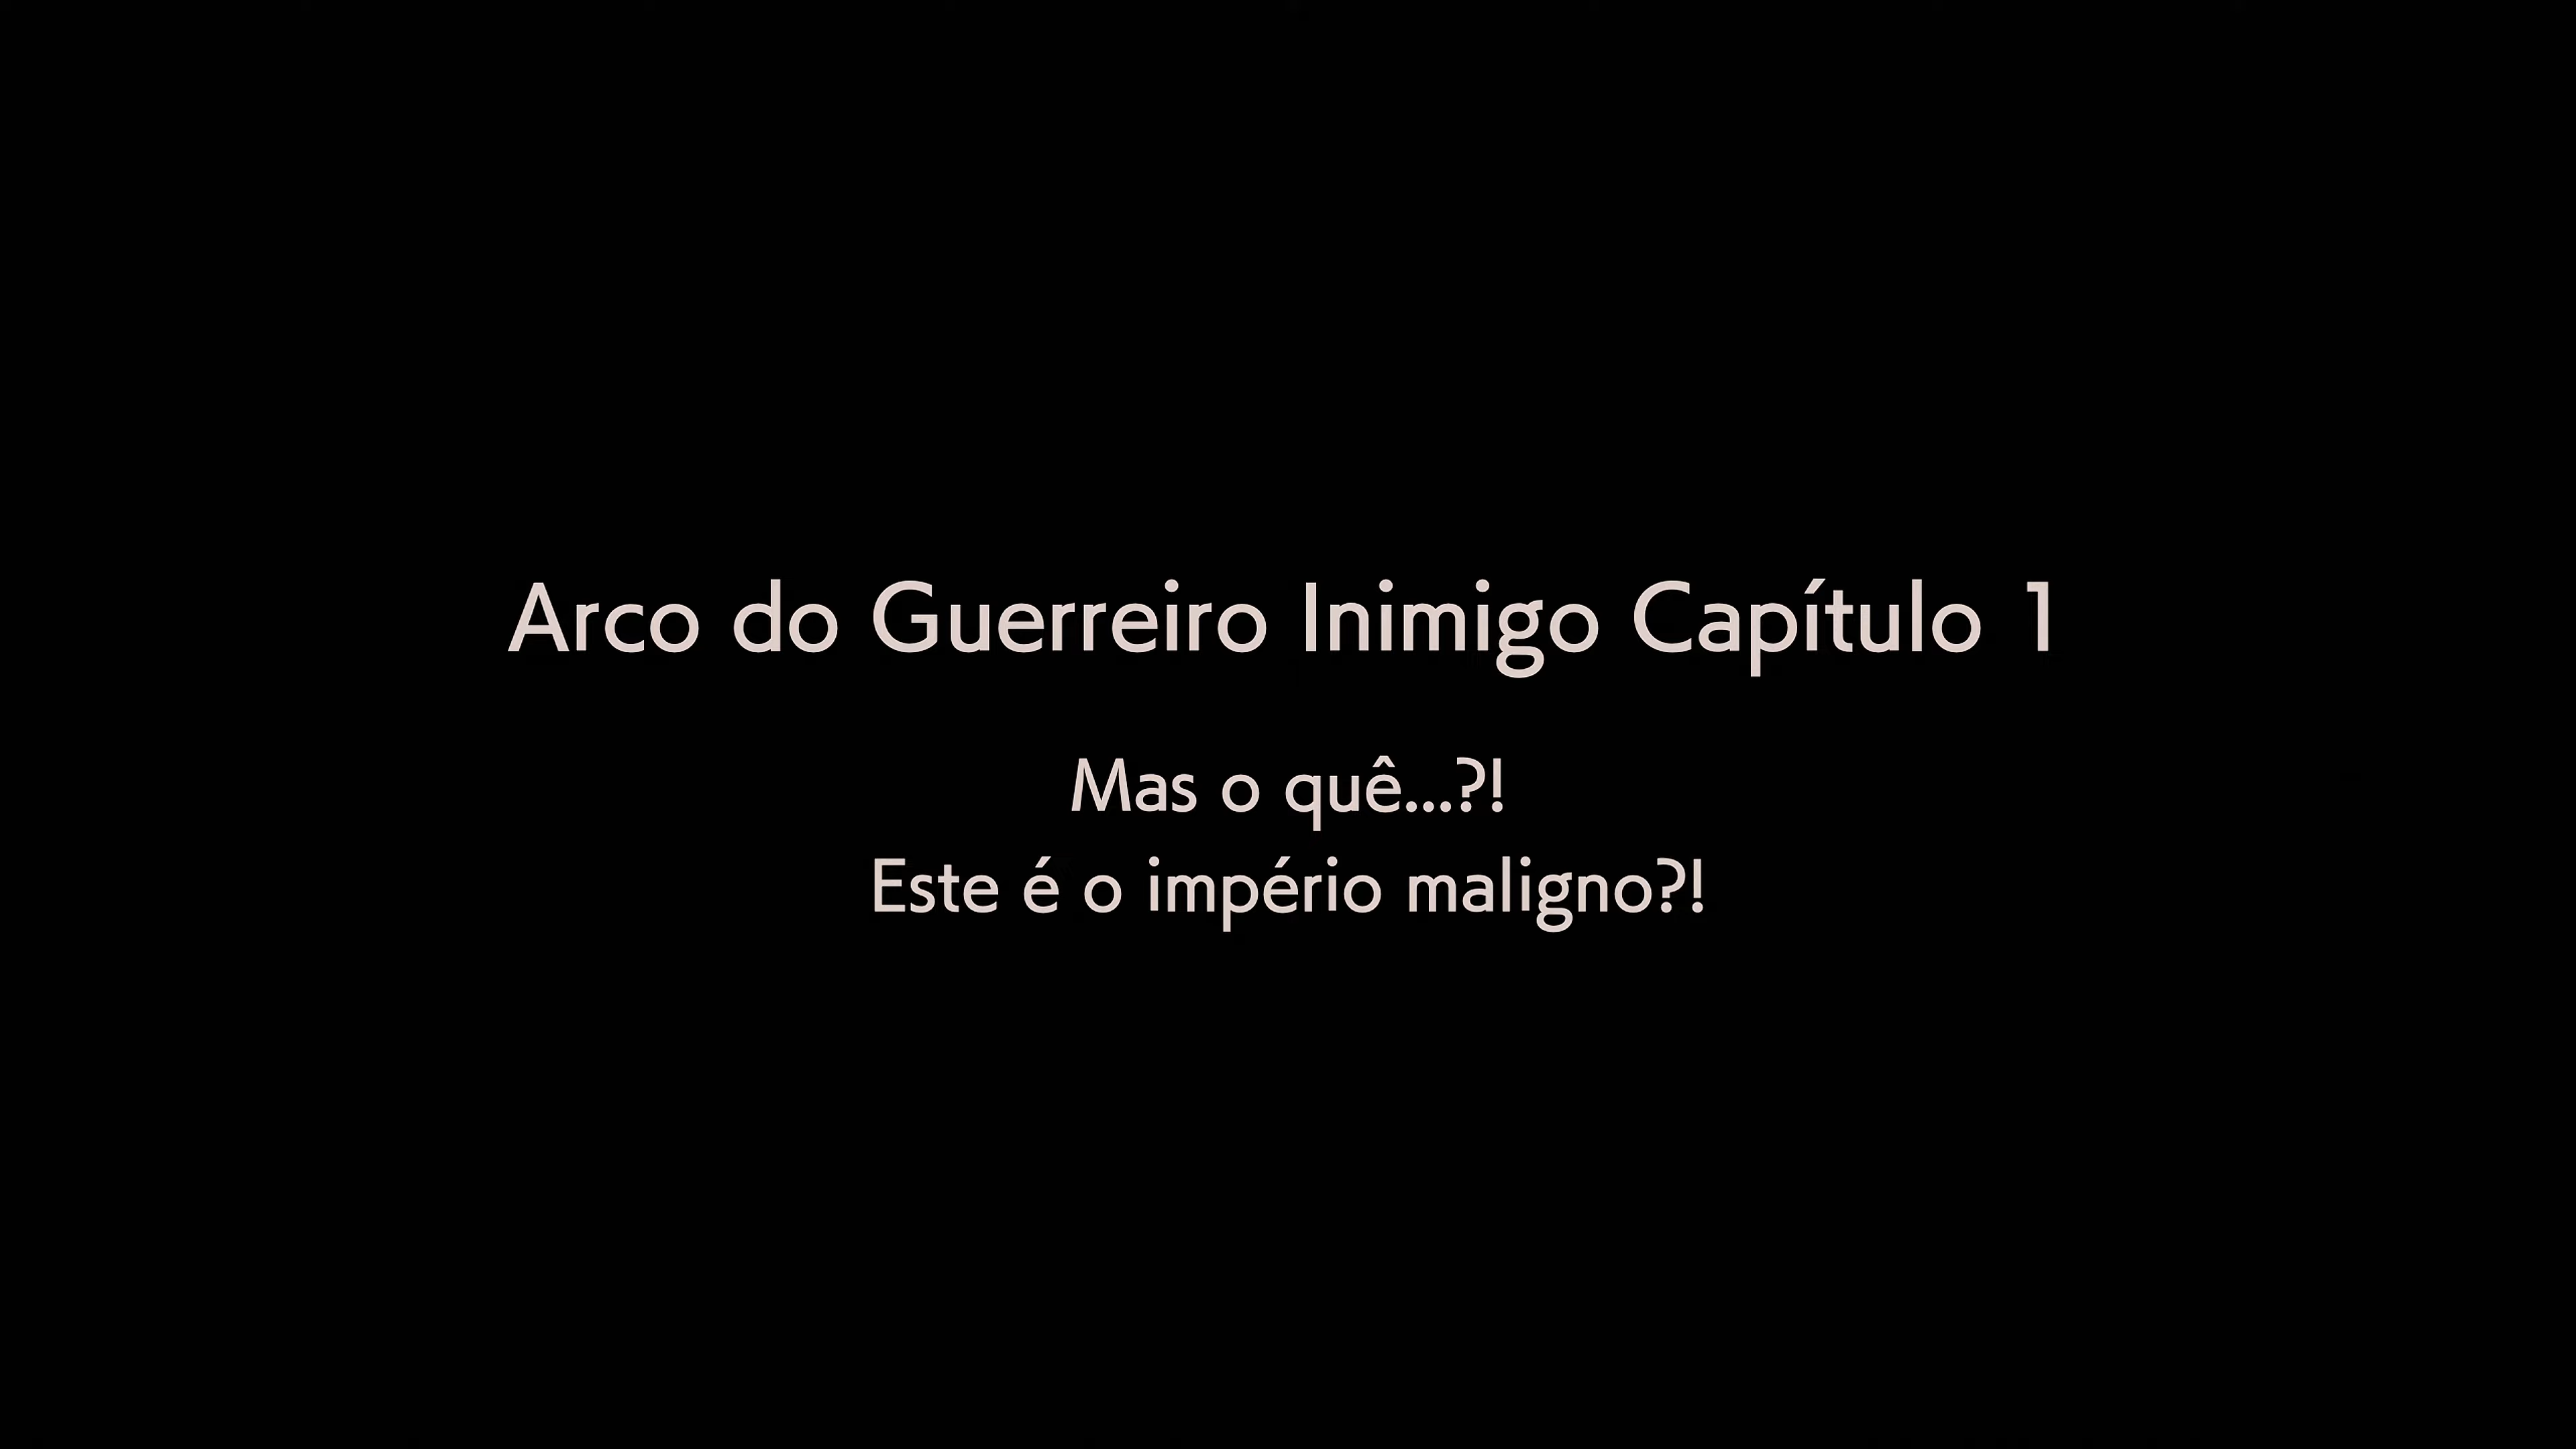 Arco do Guerreiro Inimigo Capítulo 1
Mas o quê...?!
Este é o império maligno?!